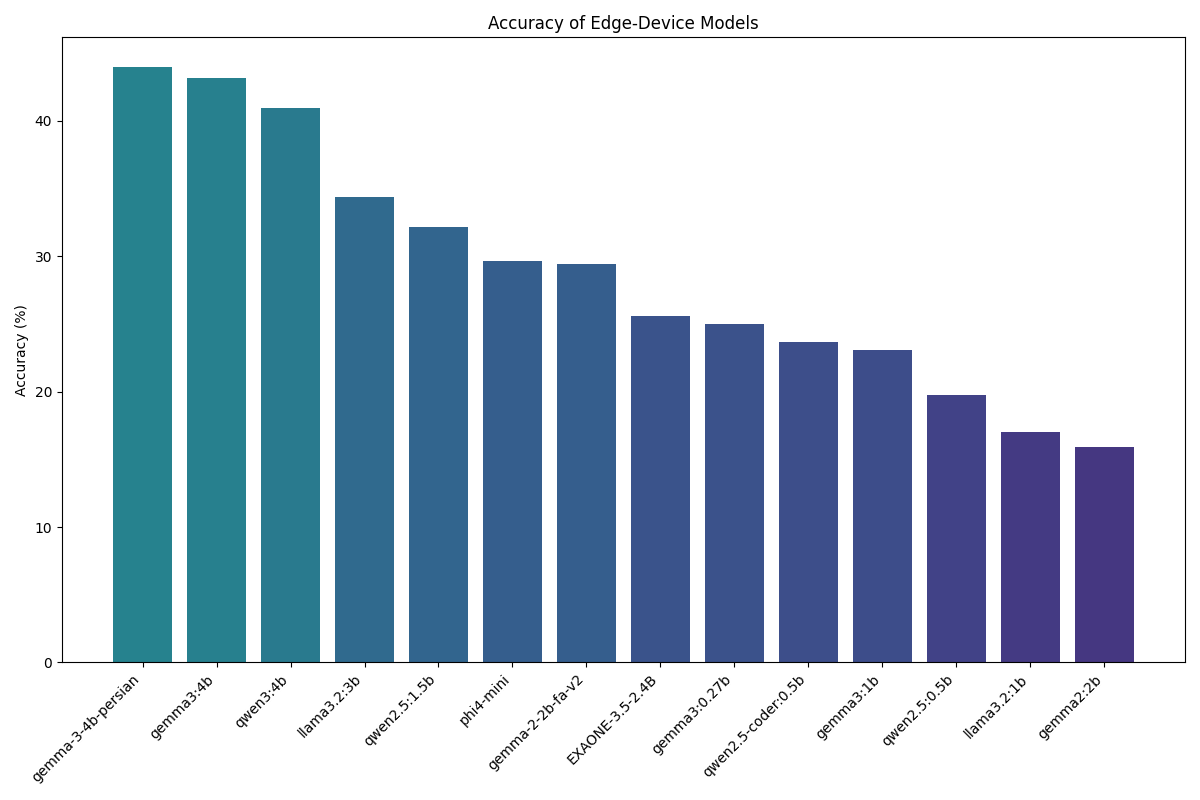 Accuracy of Edge-Device Models
Accuracy (%)
40
30
20
10
0
gemma-3-4b-persian
gemma3:4b
qwen3:4b
llama3.2:3b
qwen2.5:1.5b
phi4-mini
gemma-2-2b-fa-v2
EXAONE-3.5-2.4B
gemma3:0.27b
qwen2.5-coder:0.5b
gemma3:1b
qwen2.5:0.5b
llama3.2:1b
gemma2:2b